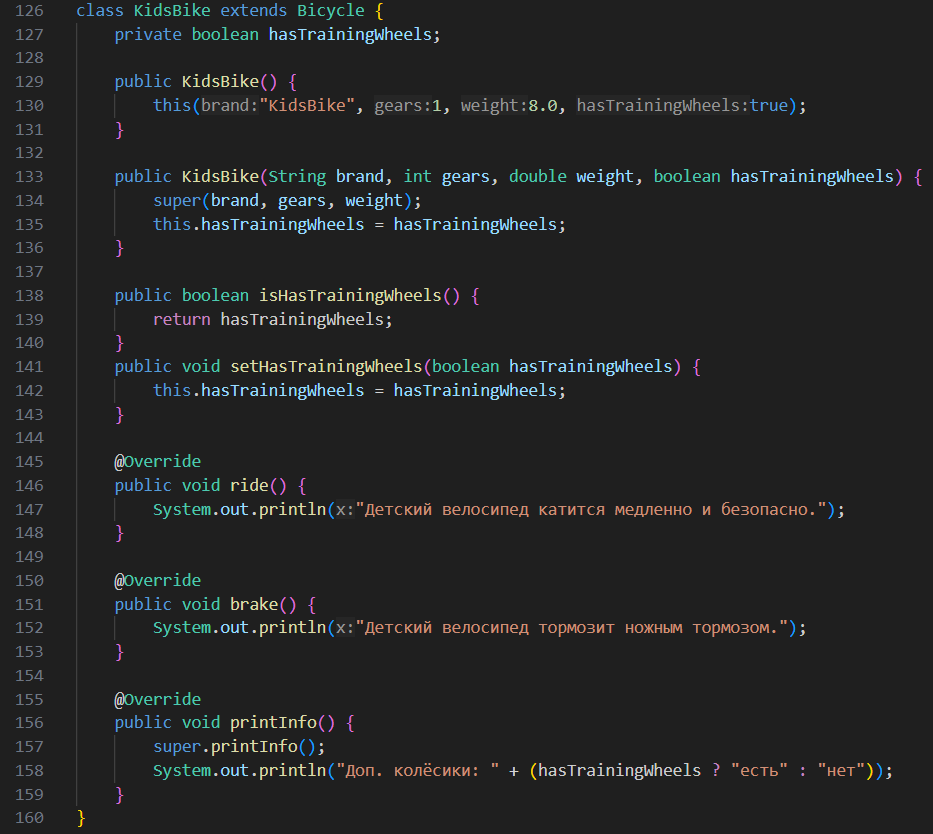 126 class KidsBike extends Bicycle {
127     private boolean hasTrainingWheels;
128
129     public KidsBike() {
130         this(brand:"KidsBike", gears:1, weight:8.0, hasTrainingWheels:true);
131     }
132
133     public KidsBike(String brand, int gears, double weight, boolean hasTrainingWheels) {
134         super(brand, gears, weight);
135         this.hasTrainingWheels = hasTrainingWheels;
136     }
137
138     public boolean isHasTrainingWheels() {
139         return hasTrainingWheels;
140     }
141     public void setHasTrainingWheels(boolean hasTrainingWheels) {
142         this.hasTrainingWheels = hasTrainingWheels;
143     }
144
145     @Override
146     public void ride() {
147         System.out.println(x:"Детский велосипед катится медленно и безопасно.");
148     }
149
150     @Override
151     public void brake() {
152         System.out.println(x:"Детский велосипед тормозит ножным тормозом.");
153     }
154
155     @Override
156     public void printInfo() {
157         super.printInfo();
158         System.out.println("Доп. колёсики: " + (hasTrainingWheels ? "есть" : "нет"));
159     }
160 }